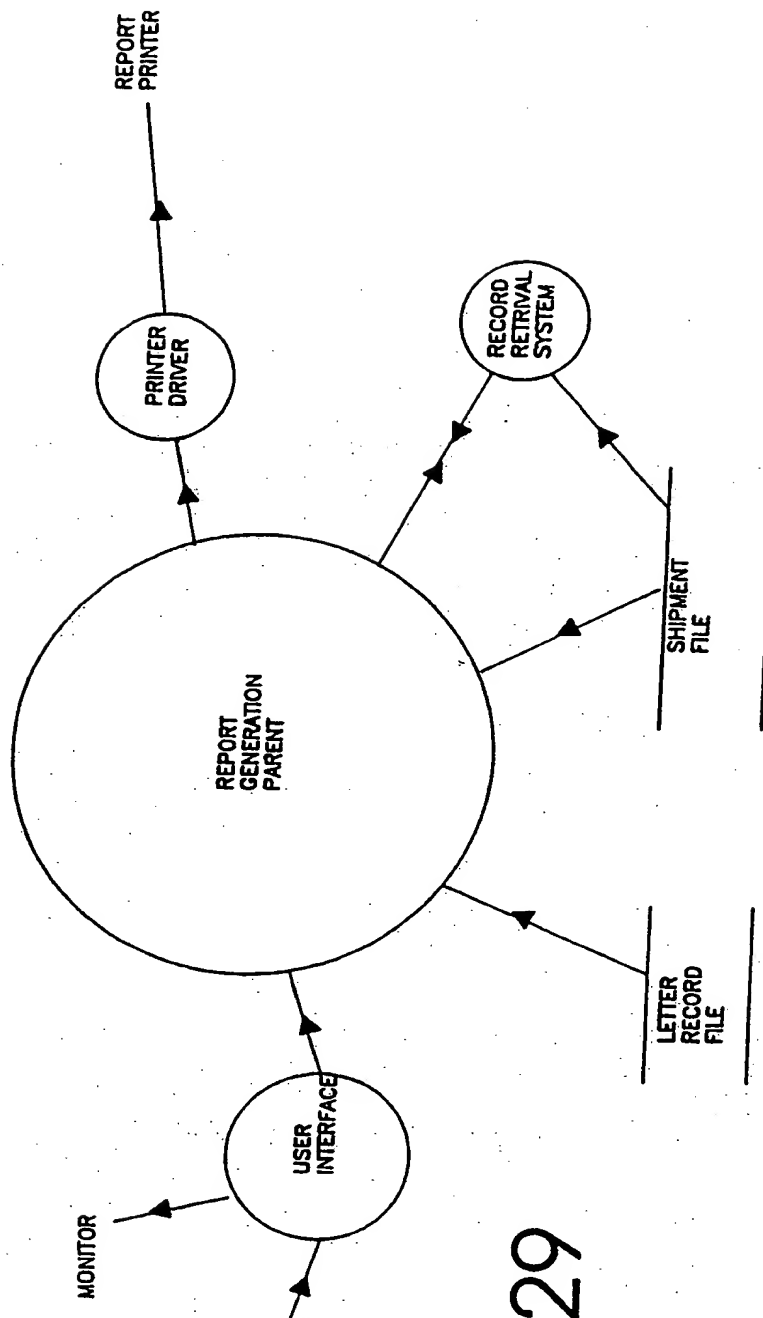 MONITOR
USER
INTERFACE
REPORT
GENERATION
PARENT
PRINTER
DRIVER
REPORT
PRINTER
LETTER
RECORD
FILE
SHIPMENT
FILE
RECORD
RETRIVAL
SYSTEM
29